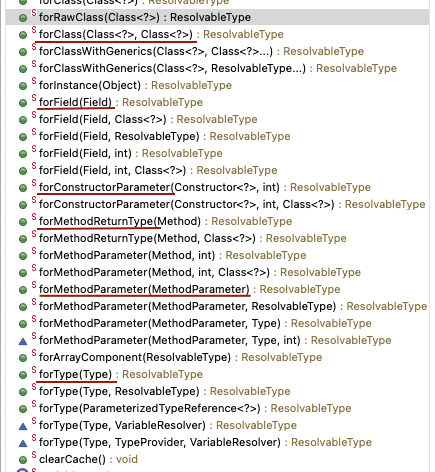 forClass(Class<?>) : ResolvableType
S forRawClass(Class<?>) : ResolvableType
S forClass(Class<?>, Class<?>) : ResolvableType
S forClassWithGenerics(Class<?>, Class<?>...) : ResolvableType
S forClassWithGenerics(Class<?>, ResolvableType...) : ResolvableType
S forInstance(Object) : ResolvableType
S forField(Field) : ResolvableType
S forField(Field, Class<?>) : ResolvableType
S forField(Field, ResolvableType) : ResolvableType
S forField(Field, int) : ResolvableType
S forField(Field, int, Class<?>) : ResolvableType
S forConstructorParameter(Constructor<?>, int) : ResolvableType
S forConstructorParameter(Constructor<?>, int, Class<?>) : ResolvableType
S forMethodReturnType(Method) : ResolvableType
S forMethodReturnType(Method, Class<?>) : ResolvableType
S forMethodParameter(Method, int) : ResolvableType
S forMethodParameter(Method, int, Class<?>) : ResolvableType
S forMethodParameter(MethodParameter) : ResolvableType
S forMethodParameter(MethodParameter, ResolvableType) : ResolvableType
S forMethodParameter(MethodParameter, Type) : ResolvableType
S forMethodParameter(MethodParameter, Type, int) : ResolvableType
S forArrayComponent(ResolvableType) : ResolvableType
S forType(Type) : ResolvableType
S forType(Type, ResolvableType) : ResolvableType
S forType(ParameterizedTypeReference<?>) : ResolvableType
S forType(Type, VariableResolver) : ResolvableType
S forType(Type, TypeProvider, VariableResolver) : ResolvableType
S clearCache() : void